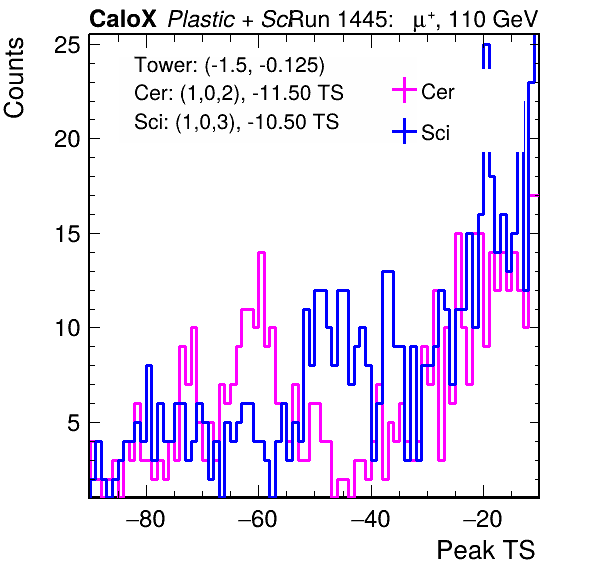 CaloX Plastic + Sci Run 1445: μ⁺, 110 GeV
Counts
25
20
15
10
5
Tower: (-1.5, -0.125)
Cer: (1,0,2), -11.50 TS
Sci: (1,0,3), -10.50 TS
Cer
Sci
−80 −60 −40 −20
Peak TS